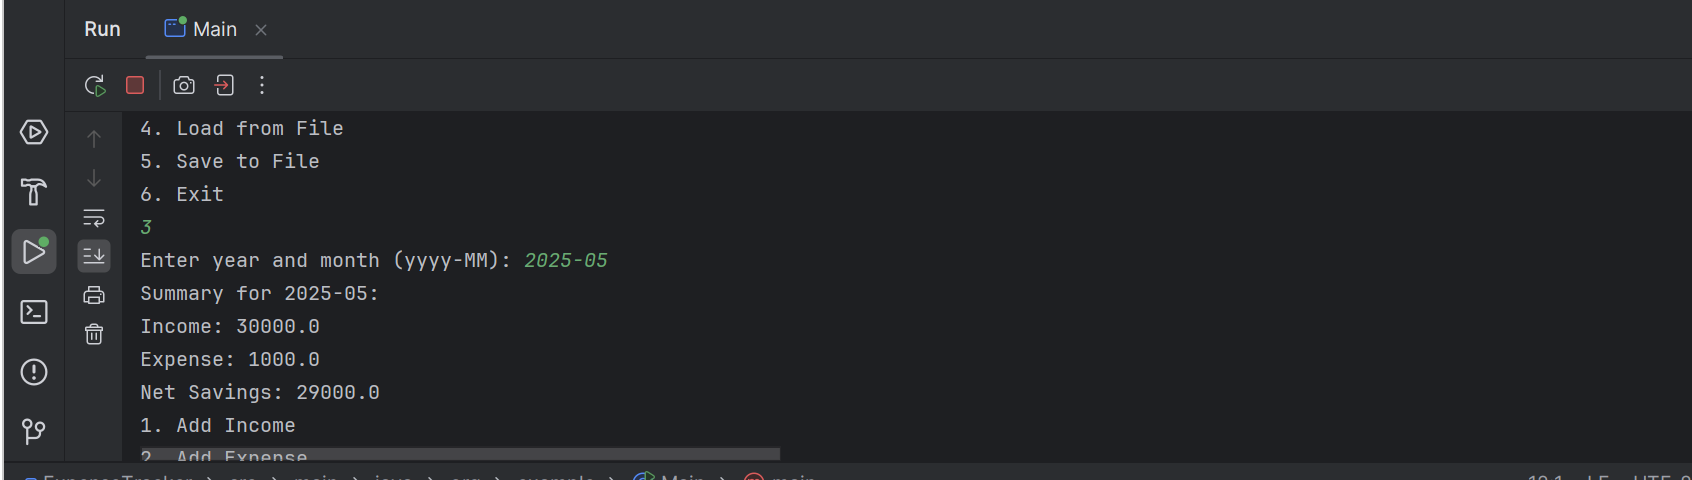 Run Main
4. Load from File
5. Save to File
6. Exit
3
Enter year and month (yyyy-MM): 2025-05
Summary for 2025-05:
Income: 30000.0
Expense: 1000.0
Net Savings: 29000.0
1. Add Income
2. Add Expense
ExpenseTracker > src > main > java > org > example > Main > main